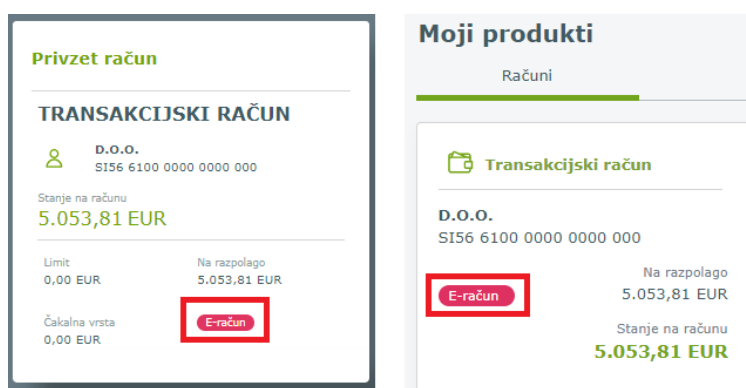 Privzet račun
TRANSAKCIJSKI RAČUN
D.O.O.
SI56 6100 0000 0000 000
Stanje na računu
5.053,81 EUR
Limit
0,00 EUR
Na razpolago
5.053,81 EUR
Čakalna vrsta
0,00 EUR
E-račun
Moji produkti
Računi
Transakcijski račun
D.O.O.
SI56 6100 0000 0000 000
E-račun
Na razpolago
5.053,81 EUR
Stanje na računu
5.053,81 EUR